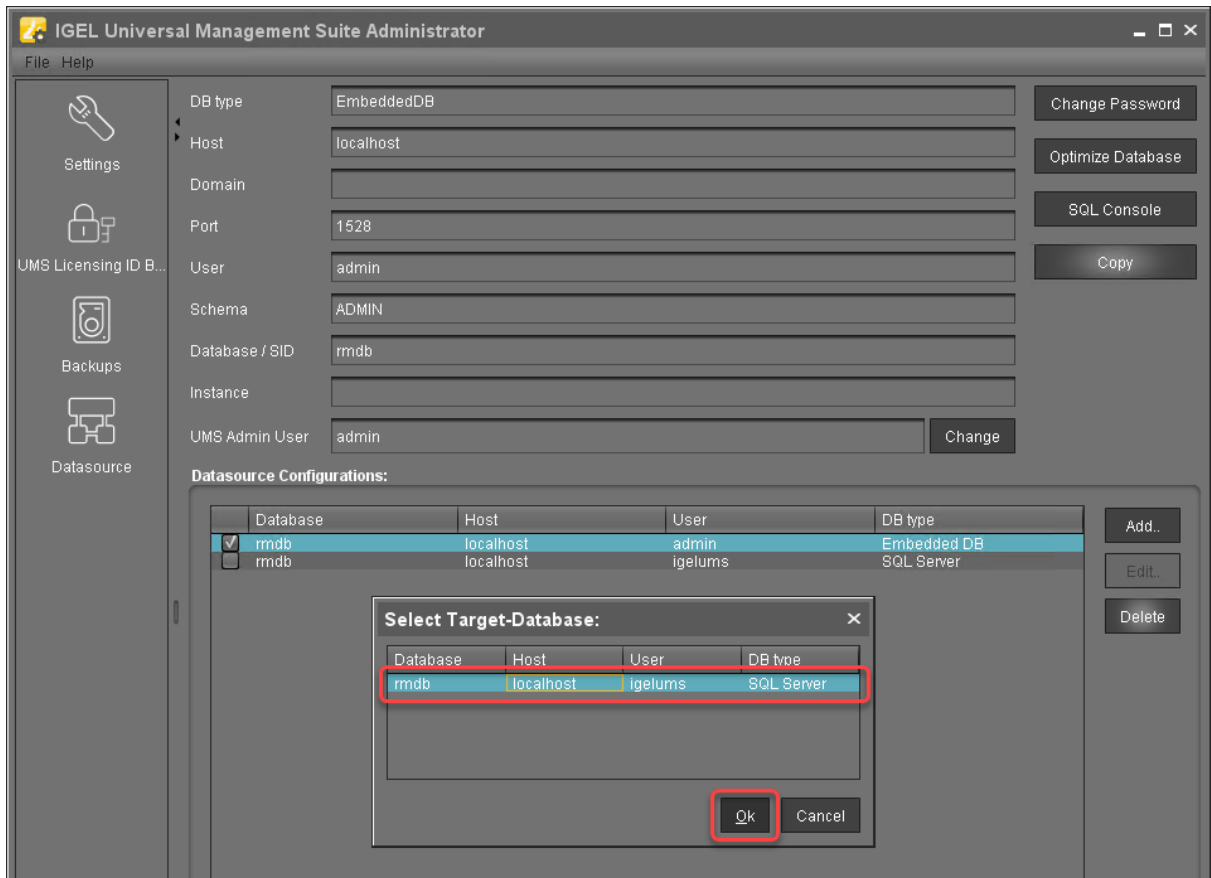 IGEL Universal Management Suite Administrator
File Help
Settings
UMS Licensing ID B...
Backups
Datasource
DB type EmbeddedDB
Host localhost
Domain
Port 1528
User admin
Schema ADMIN
Database / SID rmdb
Instance
UMS Admin User admin Change
Change Password
Optimize Database
SQL Console
Copy
Datasource Configurations:
Database Host User DB type
rmdb localhost admin Embedded DB
rmdb localhost igelums SQL Server
Add..
Edit..
Delete
Select Target-Database:
Database Host User DB type
rmdb localhost igelums SQL Server
Ok Cancel